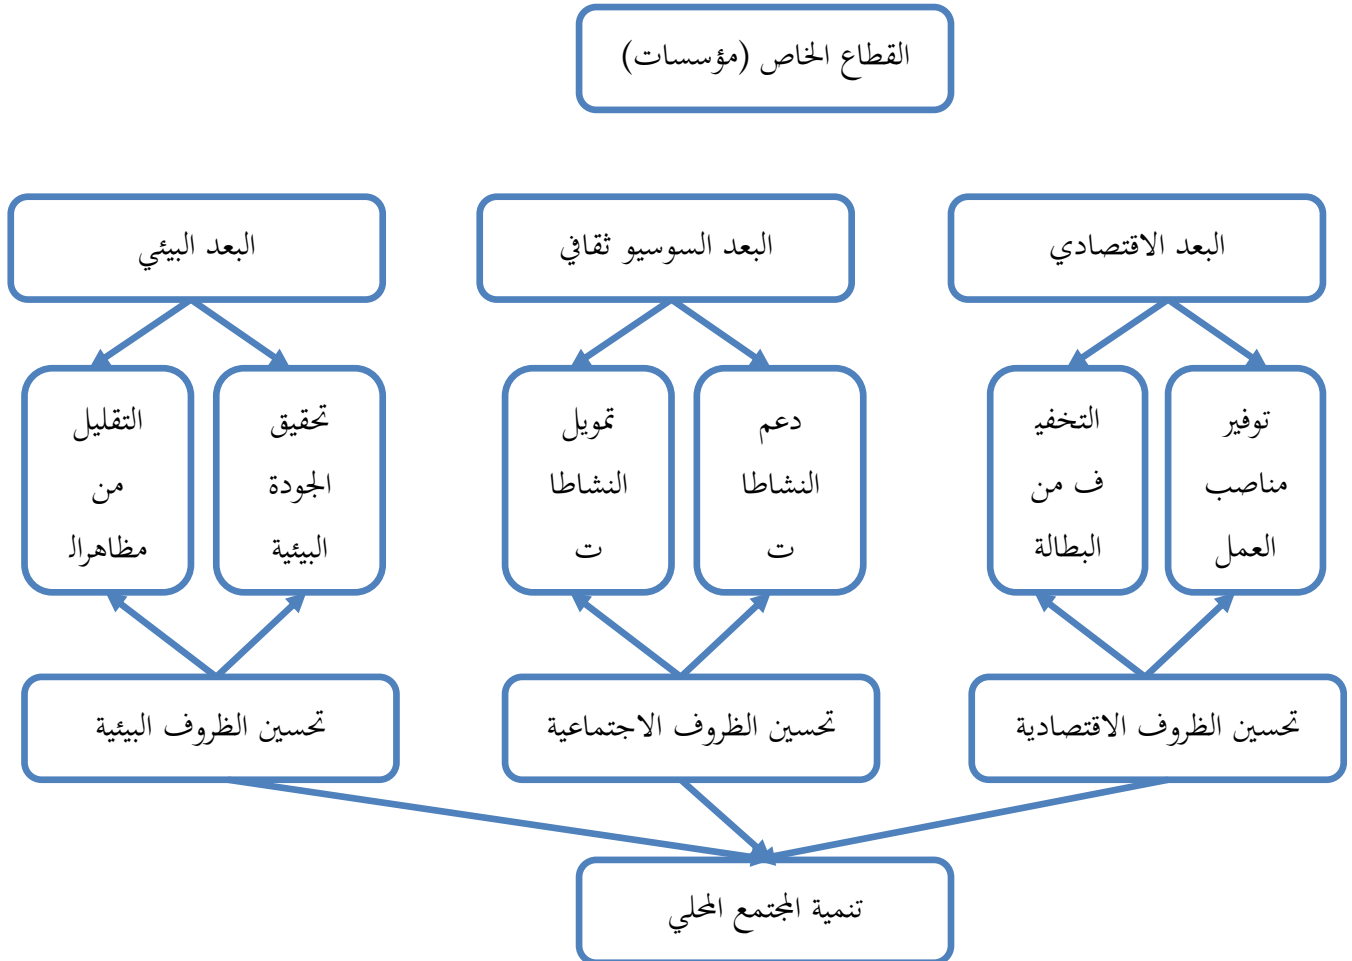 القطاع الخاص (مؤسسات)
البعد الاقتصادي
البعد السوسيو ثقافي
البعد البيئي
توفير
مناصب
العمل
التخفي
ف من
البطالة
دعم
النشاطا
ت
تمويل
النشاطا
ت
تحقيق
الجودة
البيئية
التقليل
من
مظاهرال
تحسين الظروف الاقتصادية
تحسين الظروف الاجتماعية
تحسين الظروف البيئية
تنمية المجتمع المحلي